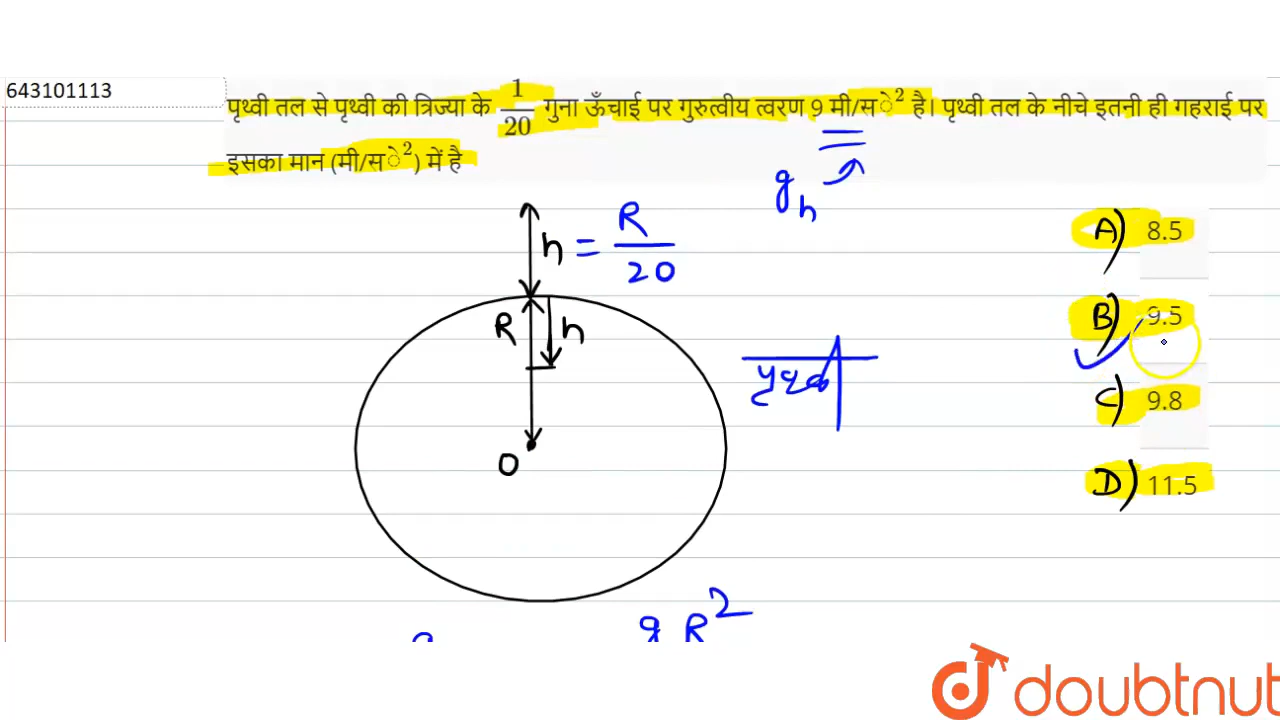 643101113
पृथ्वी तल से पृथ्वी की त्रिज्या के 1/20 गुना ऊँचाई पर गुरुत्वीय त्वरण 9 मी/से² है। पृथ्वी तल के नीचे इतनी ही गहराई पर
इसका मान (मी/से²) में है
g_h
h = R/20
A) 8.5
R h
B) 9.5
पृथ्वी
C) 9.8
O
D) 11.5
g R²
doubtnut